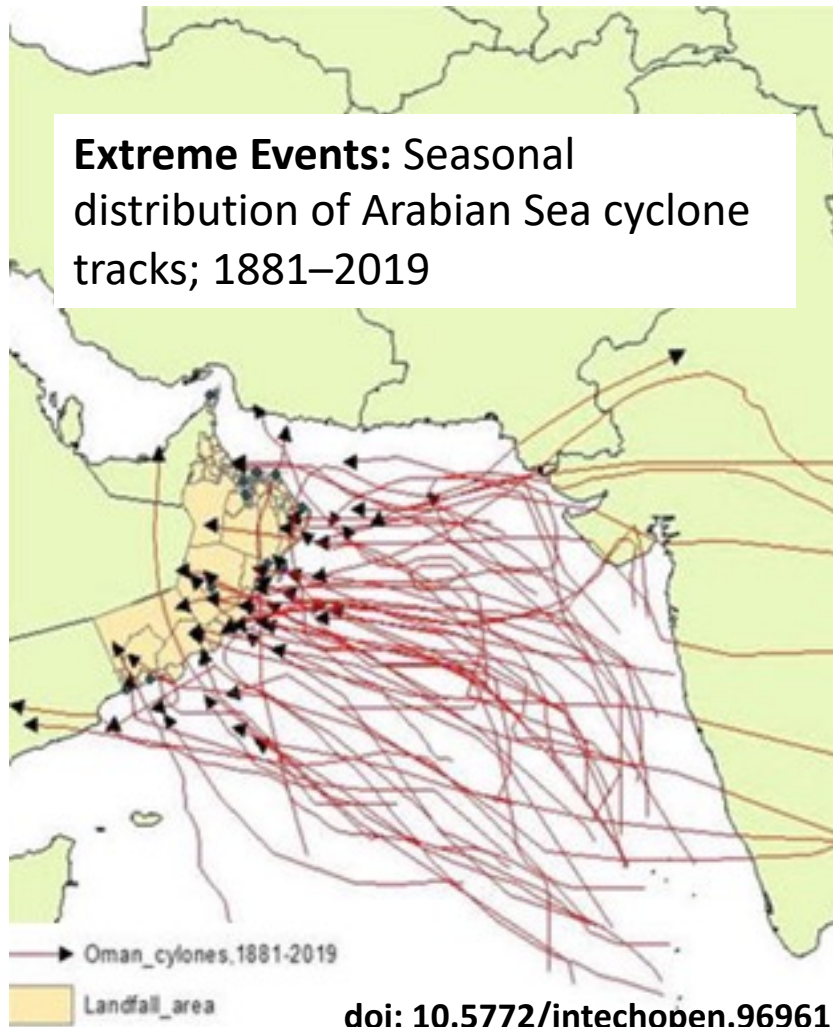 Extreme Events: Seasonal
distribution of Arabian Sea cyclone
tracks; 1881–2019
Oman_cylones,1881-2019
Landfall_area
doi: 10.5772/intechopen.96961